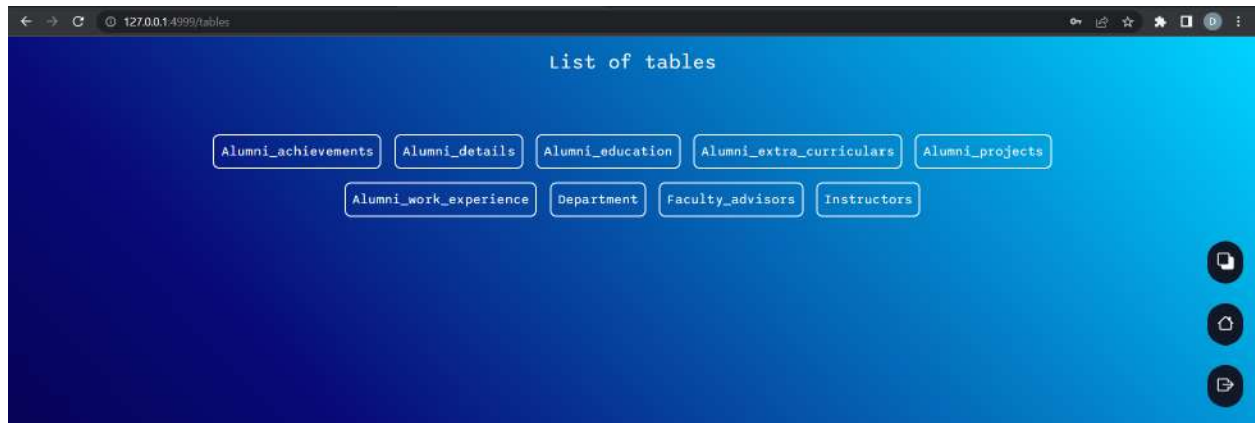 127.0.0.1:4999/tables
D
List of tables
Alumni_achievements Alumni_details Alumni_education Alumni_extra_curriculars Alumni_projects
Alumni_work_experience Department Faculty_advisors Instructors